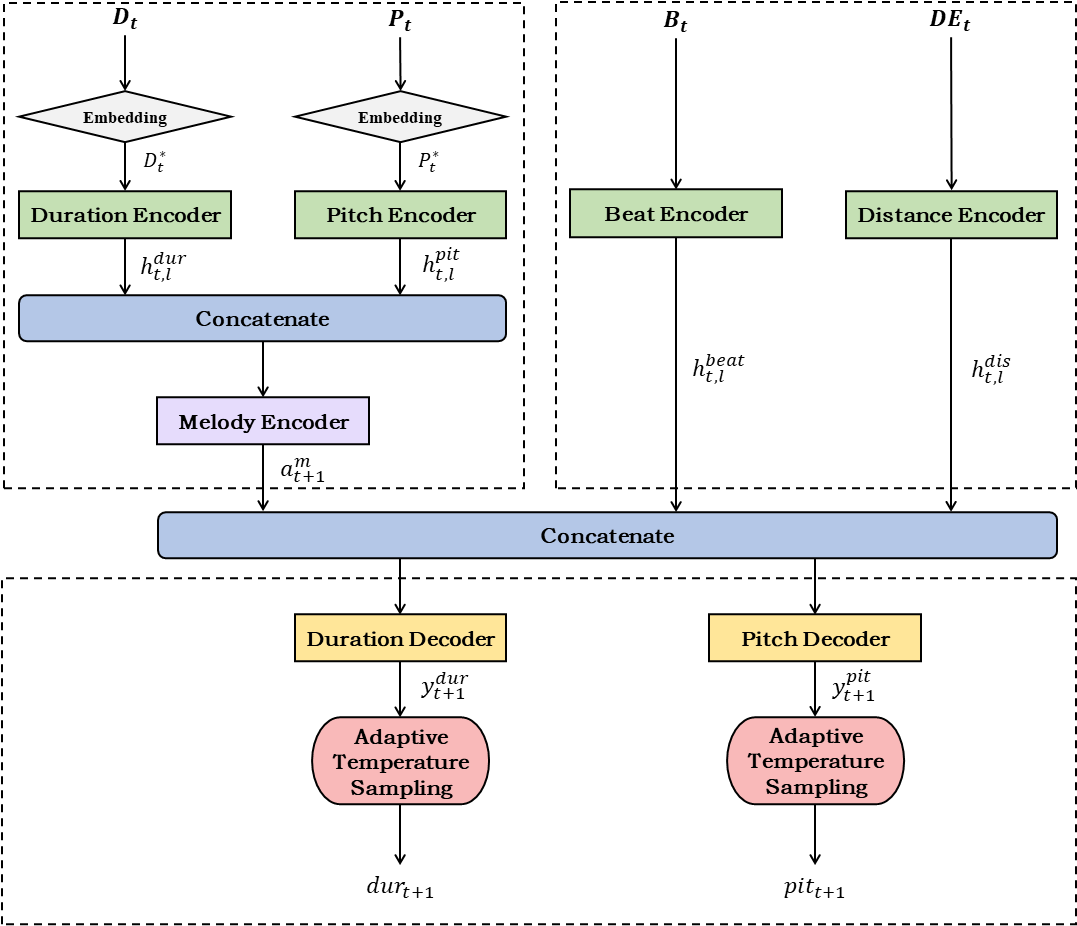 D_t
P_t
B_t
DE_t
Embedding
Embedding
D_t^*
P_t^*
Duration Encoder
Pitch Encoder
Beat Encoder
Distance Encoder
h_{t,l}^{dur}
h_{t,l}^{pit}
Concatenate
h_{t,l}^{beat}
h_{t,l}^{dis}
Melody Encoder
a_{t+1}^m
Concatenate
Duration Decoder
Pitch Decoder
y_{t+1}^{dur}
y_{t+1}^{pit}
Adaptive
Temperature
Sampling
Adaptive
Temperature
Sampling
dur_{t+1}
pit_{t+1}